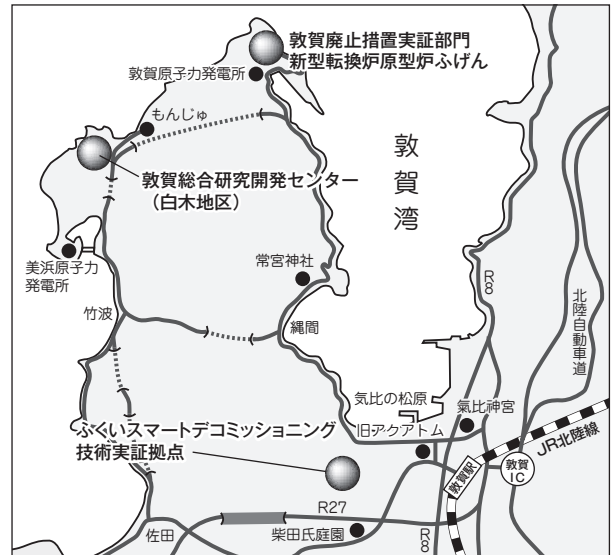 敦賀廃止措置実証部門
新型転換炉原型炉ふげん
敦賀原子力発電所
もんじゅ
敦賀総合研究開発センター
(白木地区)
敦賀湾
美浜原子力
発電所
常宮神社
R8
北陸自動車道
竹波
縄間
気比の松原
氣比神宮
旧アクアトム
JR北陸線
ふくいスマートデコミッショニング
技術実証拠点
敦賀駅
敦賀
IC
R27
佐田
柴田氏庭園
R8